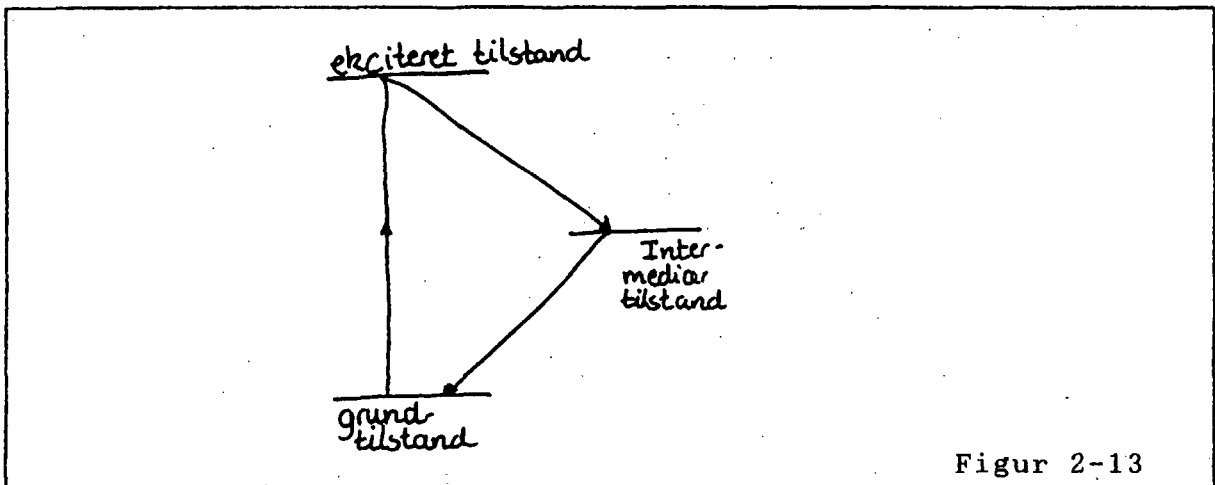 ekciteret tilstand
Inter-
mediær
tilstand
grund-
tilstand
Figur 2-13